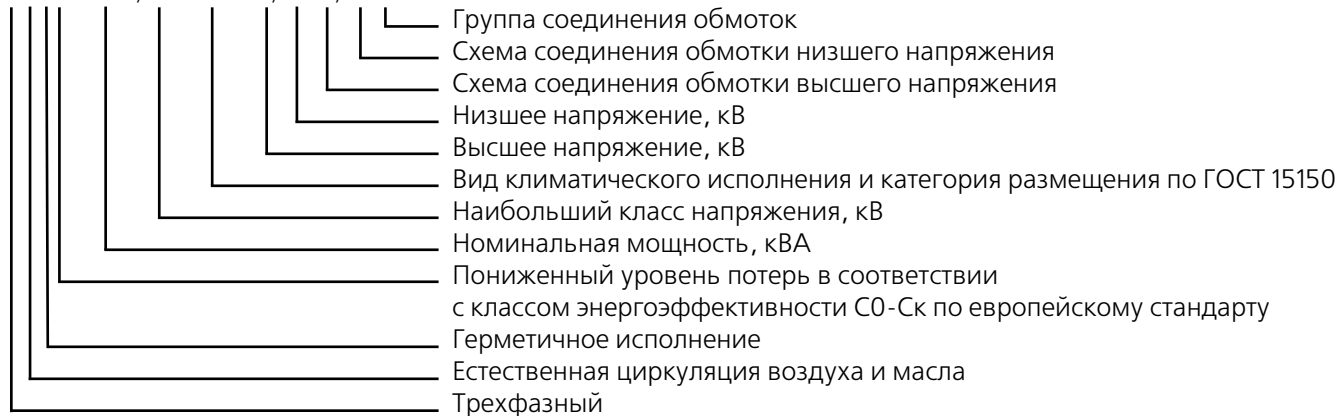 Группа соединения обмоток
Схема соединения обмотки низшего напряжения
Схема соединения обмотки высшего напряжения
Низшее напряжение, кВ
Высшее напряжение, кВ
Вид климатического исполнения и категория размещения по ГОСТ 15150
Наибольший класс напряжения, кВ
Номинальная мощность, кВА
Пониженный уровень потерь в соответствии
с классом энергоэффективности С0-Ск по европейскому стандарту
Герметичное исполнение
Естественная циркуляция воздуха и масла
Трехфазный